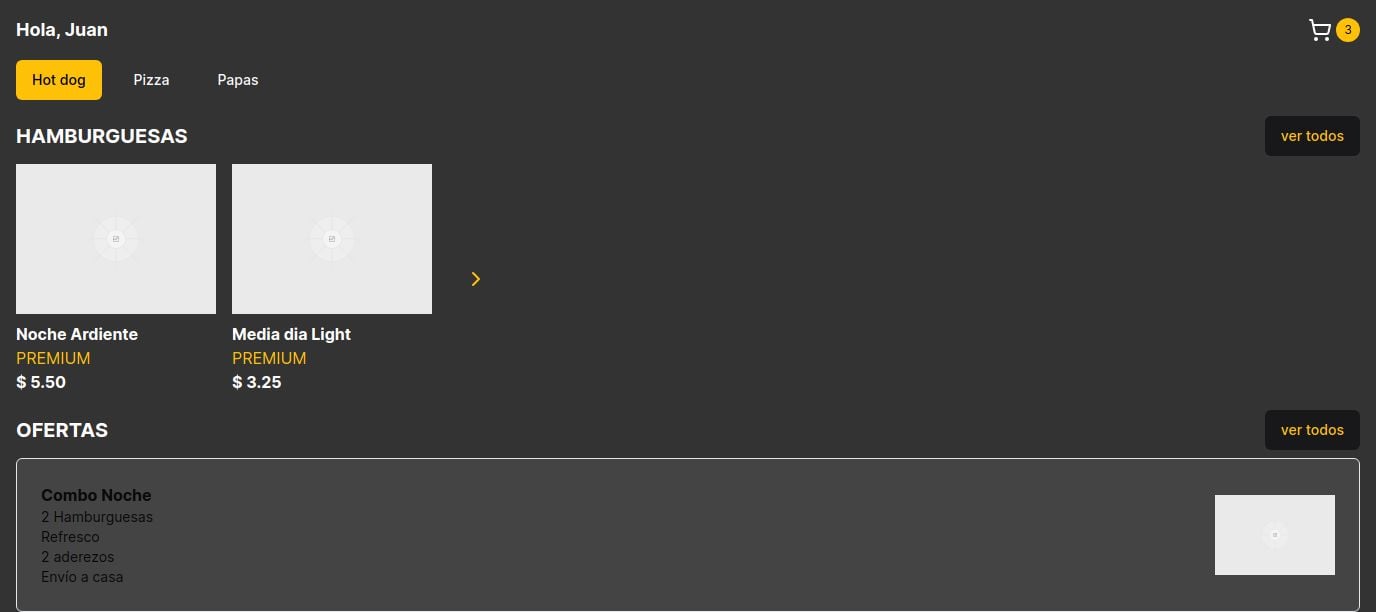 Hola, Juan
3
Hot dog Pizza Papas
HAMBURGUESAS ver todos
Noche Ardiente Media dia Light
PREMIUM PREMIUM
$ 5.50 $ 3.25
OFERTAS ver todos
Combo Noche
2 Hamburguesas
Refresco
2 aderezos
Envío a casa